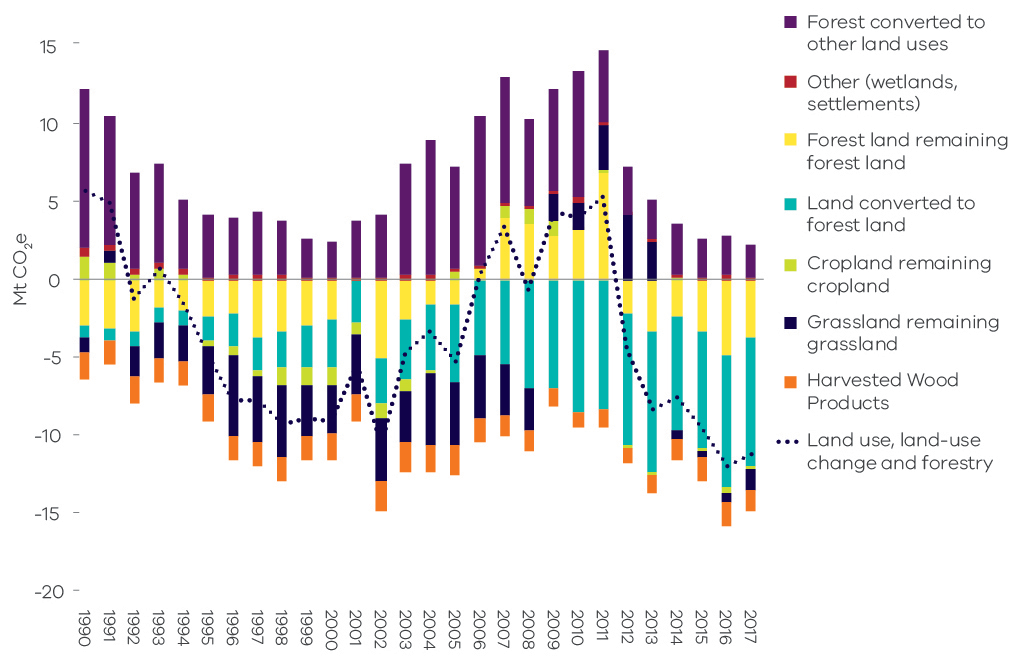 Mt CO2e
15
10
5
0
-5
-10
-15
-20
1990
1991
1992
1993
1994
1995
1996
1997
1998
1999
2000
2001
2002
2003
2004
2005
2006
2007
2008
2009
2010
2011
2012
2013
2014
2015
2016
2017
Forest converted to
other land uses
Other (wetlands,
settlements)
Forest land remaining
forest land
Land converted to
forest land
Cropland remaining
cropland
Grassland remaining
grassland
Harvested Wood
Products
Land use, land-use
change and forestry